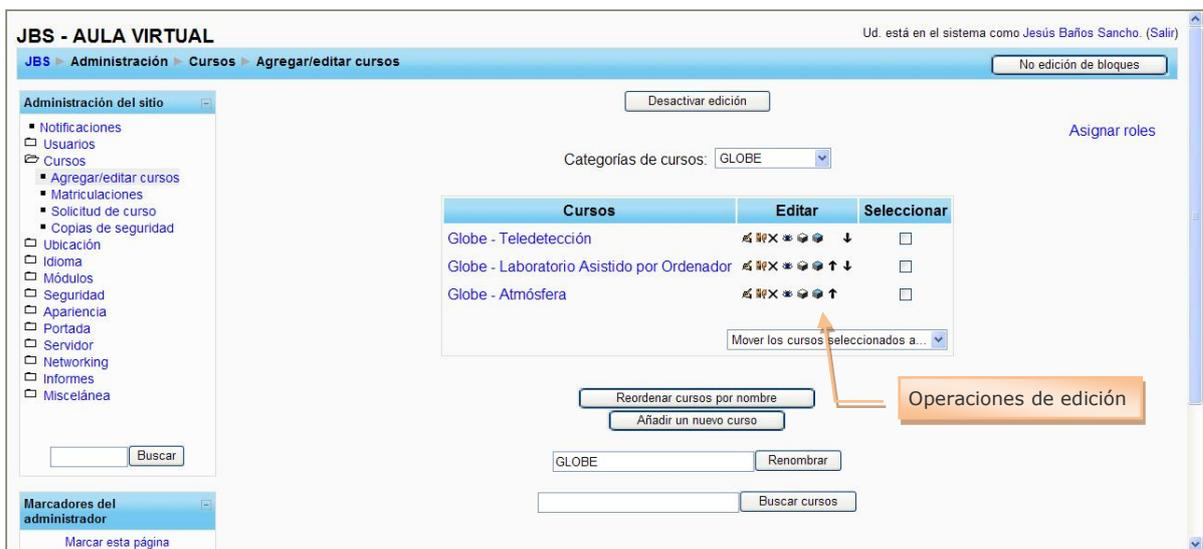 JBS - AULA VIRTUAL
Ud. está en el sistema como Jesús Baños Sancho. (Salir)
JBS ► Administración ► Cursos ► Agregar/editar cursos
No edición de bloques
Administración del sitio
Notificaciones
Usuarios
Cursos
Agregar/editar cursos
Matriculaciones
Solicitud de curso
Copias de seguridad
Ubicación
Idioma
Módulos
Seguridad
Apariencia
Portada
Servidor
Networking
Informes
Miscelánea
Buscar
Marcadores del
administrador
Marcar esta página
Desactivar edición
Asignar roles
Categorías de cursos: GLOBE
Cursos Editar Seleccionar
Globe - Teledetección
Globe - Laboratorio Asistido por Ordenador
Globe - Atmósfera
Mover los cursos seleccionados a...
Operaciones de edición
Reordenar cursos por nombre
Añadir un nuevo curso
GLOBE Renombrar
Buscar cursos